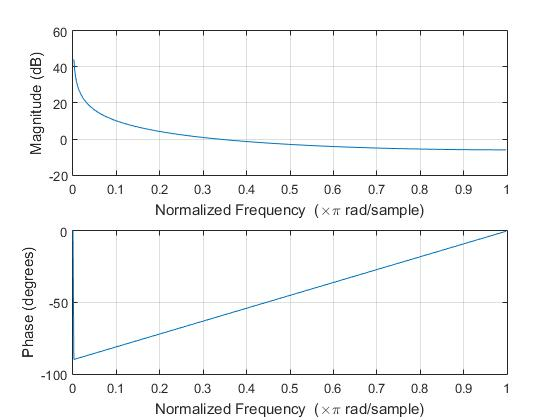 60
40
20
0
-20
Magnitude (dB)
0 0.1 0.2 0.3 0.4 0.5 0.6 0.7 0.8 0.9 1
Normalized Frequency (×π rad/sample)
0
-50
-100
Phase (degrees)
0 0.1 0.2 0.3 0.4 0.5 0.6 0.7 0.8 0.9 1
Normalized Frequency (×π rad/sample)